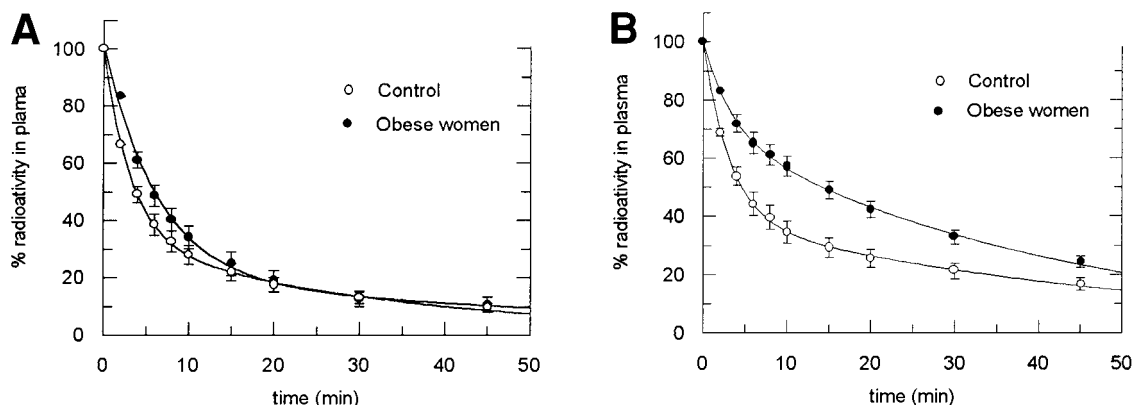 A
% radioativity in plama
100
80
60
40
20
0
Control
Obese women
0 10 20 30 40 50
time (min)
B
% radioativity in plasma
100
80
60
40
20
0
Control
Obese women
0 10 20 30 40 50
time (min)